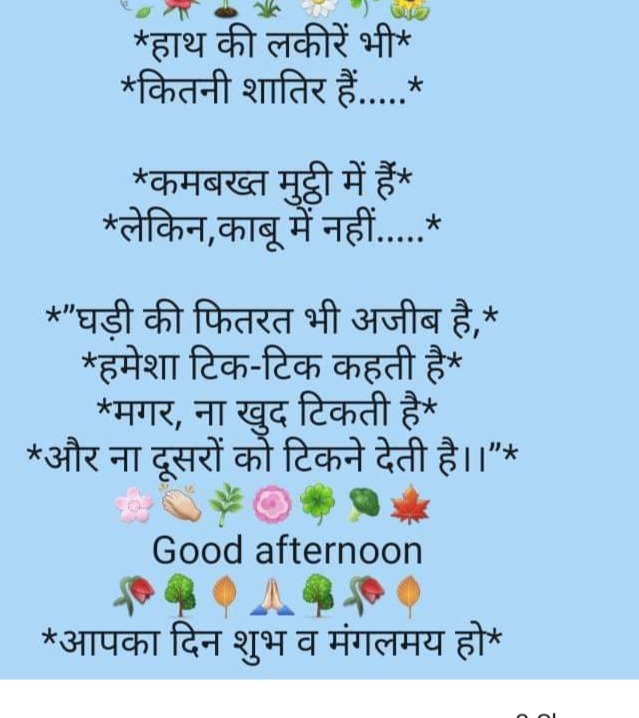 *हाथ की लकीरें भी*
*कितनी शातिर हैं.....*
*कमबख्त मुट्ठी में हैं*
*लेकिन,काबू में नहीं.....*
*"घड़ी की फितरत भी अजीब है,*
*हमेशा टिक-टिक कहती है*
*मगर, ना खुद टिकती है*
*और ना दूसरों को टिकने देती है।।"*
Good afternoon
*आपका दिन शुभ व मंगलमय हो*